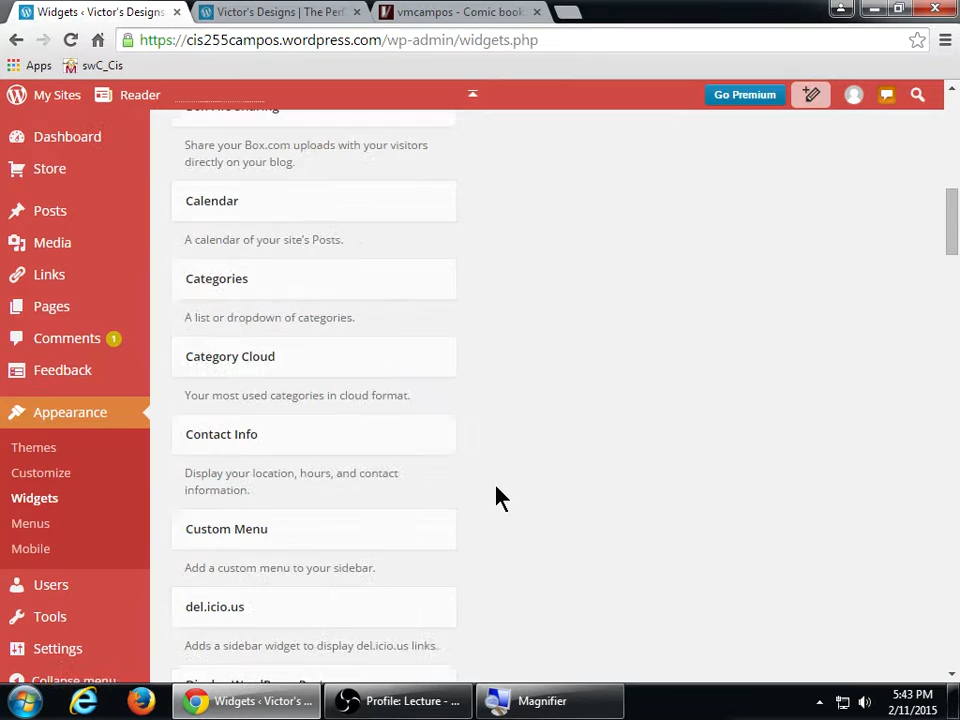 Widgets ‹ Victor's Designs
Victor's Designs | The Perf
vmcampos - Comic book
https://cis255campos.wordpress.com/wp-admin/widgets.php
Apps
swC_Cis
My Sites
Reader
Go Premium
Dashboard
Store
Posts
Media
Links
Pages
Comments 1
Feedback
Appearance
Themes
Customize
Widgets
Menus
Mobile
Users
Tools
Settings
Collapse menu
Share your Box.com uploads with your visitors
directly on your blog.
Calendar
A calendar of your site's Posts.
Categories
A list or dropdown of categories.
Category Cloud
Your most used categories in cloud format.
Contact Info
Display your location, hours, and contact
information.
Custom Menu
Add a custom menu to your sidebar.
del.icio.us
Adds a sidebar widget to display del.icio.us links.
Widgets ‹ Victor's ...
Profile: Lecture - ...
Magnifier
5:43 PM
2/11/2015